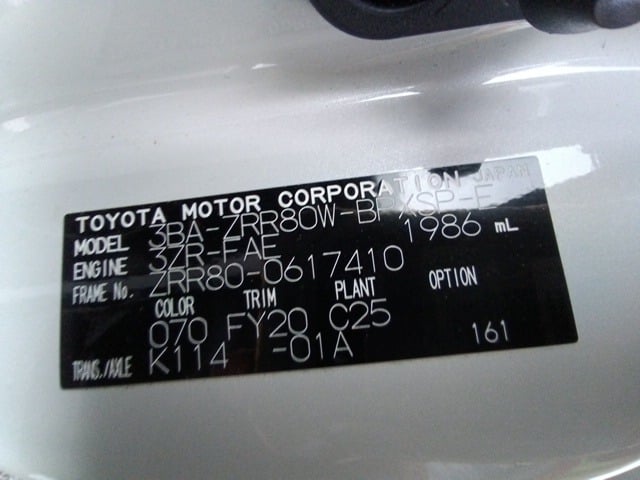 TOYOTA MOTOR CORPORATION JAPAN
MODEL 3BA-ZRR80W-BPXSP-E
ENGINE 3ZR-FAE 1986 mL
FRAME No. ZRR80-0617410
COLOR TRIM PLANT OPTION
070 FY20 C25
TRANS./AXLE K114 -01A 161